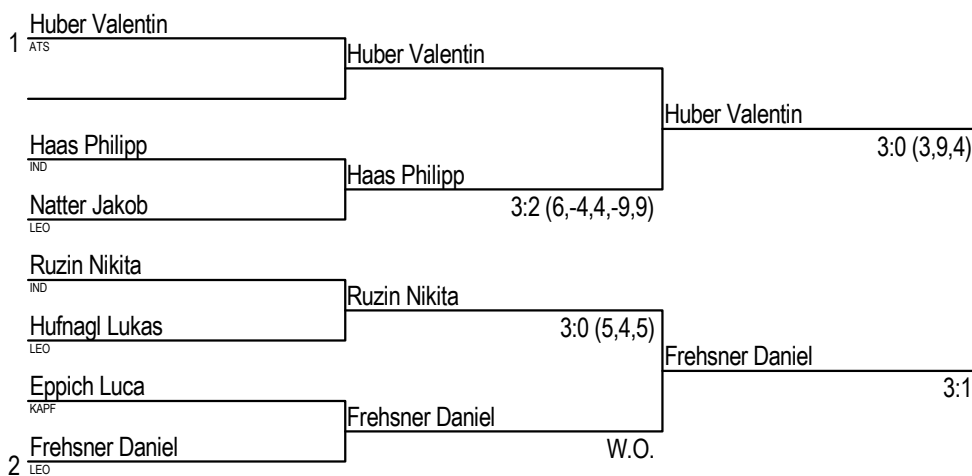 Huber Valentin
1 ATS
Huber Valentin
Huber Valentin
3:0 (3,9,4)
Haas Philipp
IND
Haas Philipp
3:2 (6,-4,4,-9,9)
Natter Jakob
LEO
Ruzin Nikita
IND
Ruzin Nikita
3:0 (5,4,5)
Hufnagl Lukas
LEO
Frehsner Daniel
3:1
Eppich Luca
KAPF
Frehsner Daniel
W.O.
Frehsner Daniel
2 LEO